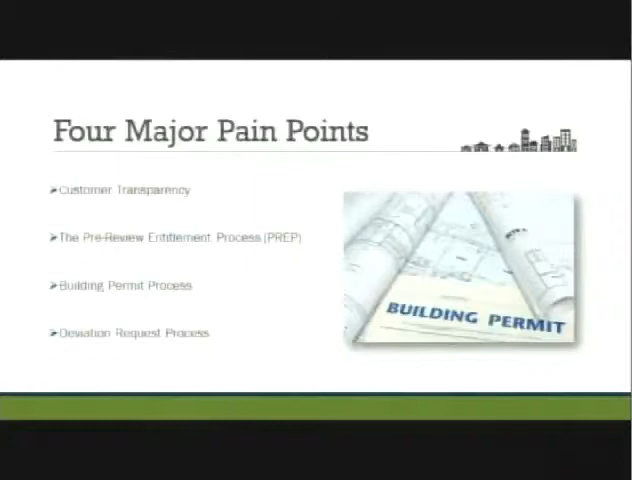 Four Major Pain Points
➢Customer Transparency
➢The Pre-Review Entitlement Process (PREP)
➢Building Permit Process
➢Deviation Request Process
BUILDING PERMIT